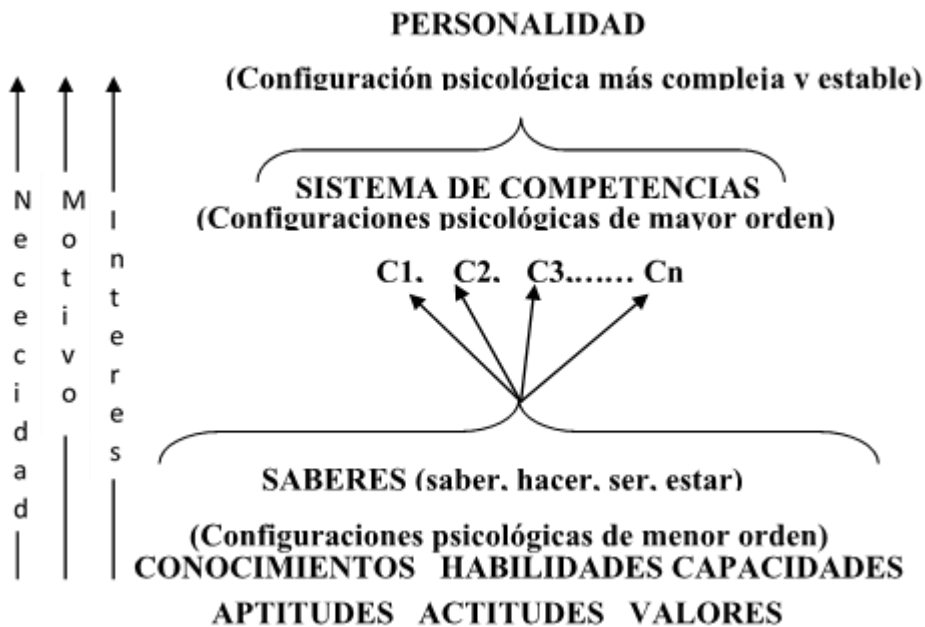 PERSONALIDAD
(Configuración psicológica más compleja y estable)
SISTEMA DE COMPETENCIAS
(Configuraciones psicológicas de mayor orden)
C1, C2, C3,...... Cn
SABERES (saber, hacer, ser, estar)
(Configuraciones psicológicas de menor orden)
CONOCIMIENTOS HABILIDADES CAPACIDADES
APTITUDES ACTITUDES VALORES
Nececidad
Motivo
Interes